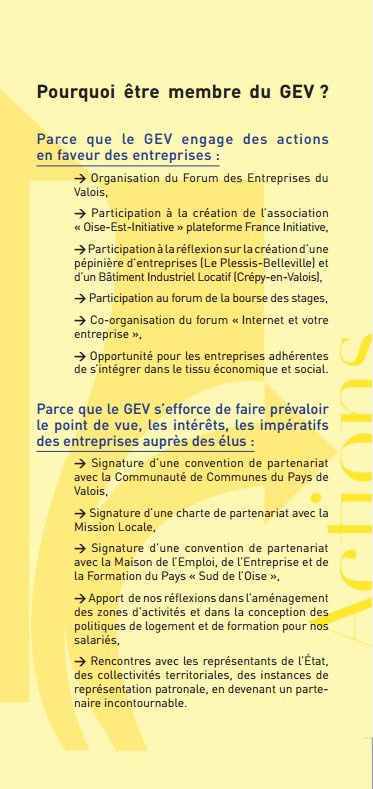 Pourquoi être membre du GEV ?
Parce que le GEV engage des actions
en faveur des entreprises :
→ Organisation du Forum des Entreprises du
Valois,
→ Participation à la création de l'association
« Oise-Est-Initiative » plateforme France Initiative,
→ Participation à la réflexion sur la création d'une
pépinière d'entreprises (Le Plessis-Belleville) et
d'un Bâtiment Industriel Locatif (Crépy-en-Valois),
→ Participation au forum de la bourse des stages,
→ Co-organisation du forum « Internet et votre
entreprise »,
→ Opportunité pour les entreprises adhérentes
de s'intégrer dans le tissu économique et social.
Parce que le GEV s'efforce de faire prévaloir
le point de vue, les intérêts, les impératifs
des entreprises auprès des élus :
→ Signature d'une convention de partenariat
avec la Communauté de Communes du Pays de
Valois,
→ Signature d'une charte de partenariat avec la
Mission Locale,
→ Signature d'une convention de partenariat
avec la Maison de l'Emploi, de l'Entreprise et de
la Formation du Pays « Sud de l'Oise »,
→ Apport de nos réflexions dans l'aménagement
des zones d'activités et dans la conception des
politiques de logement et de formation pour nos
salariés,
→ Rencontres avec les représentants de l'État,
des collectivités territoriales, des instances de
représentation patronale, en devenant un parte-
naire incontournable.
Actions